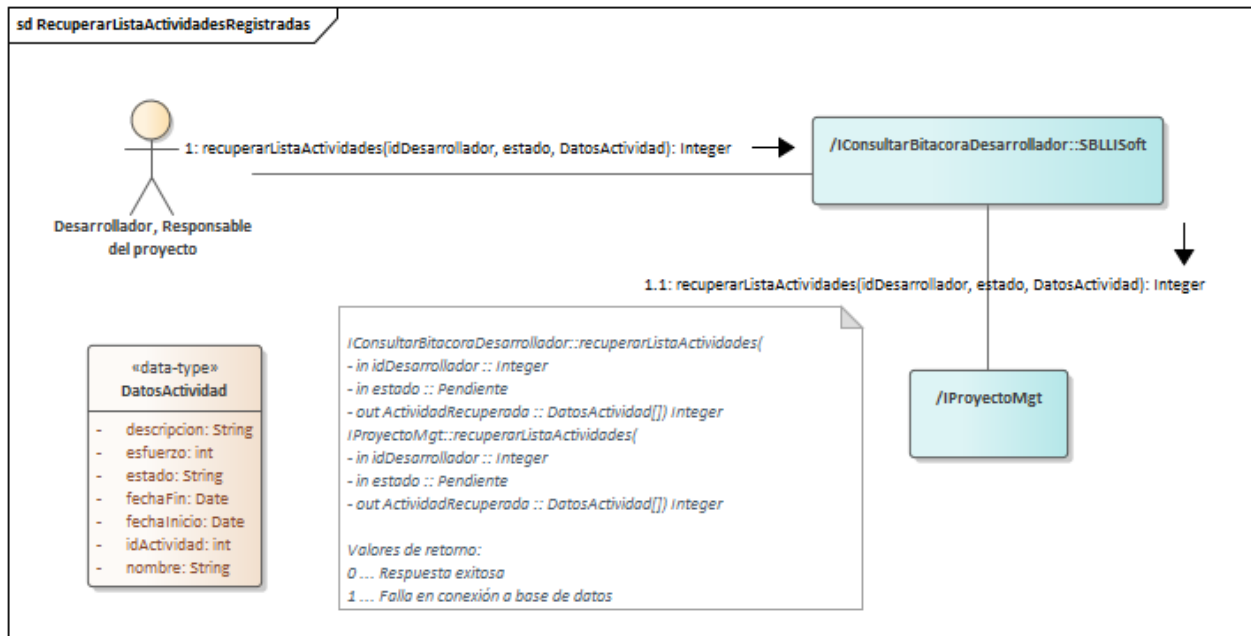 sd RecuperarListaActividadesRegistradas
1: recuperarListaActividades(idDesarrollador, estado, DatosActividad): Integer
/IConsultarBitacoraDesarrollador::SBLLISoft
Desarrollador, Responsable
del proyecto
1.1: recuperarListaActividades(idDesarrollador, estado, DatosActividad): Integer
«data-type»
DatosActividad
- descripcion: String
- esfuerzo: int
- estado: String
- fechaFin: Date
- fechaInicio: Date
- idActividad: int
- nombre: String
IConsultarBitacoraDesarrollador::recuperarListaActividades(
- in idDesarrollador :: Integer
- in estado :: Pendiente
- out ActividadRecuperada :: DatosActividad[]) Integer
IProyectoMgt::recuperarListaActividades(
- in idDesarrollador :: Integer
- in estado :: Pendiente
- out ActividadRecuperada :: DatosActividad[]) Integer
Valores de retorno:
0 ... Respuesta exitosa
1 ... Falla en conexión a base de datos
/IProyectoMgt